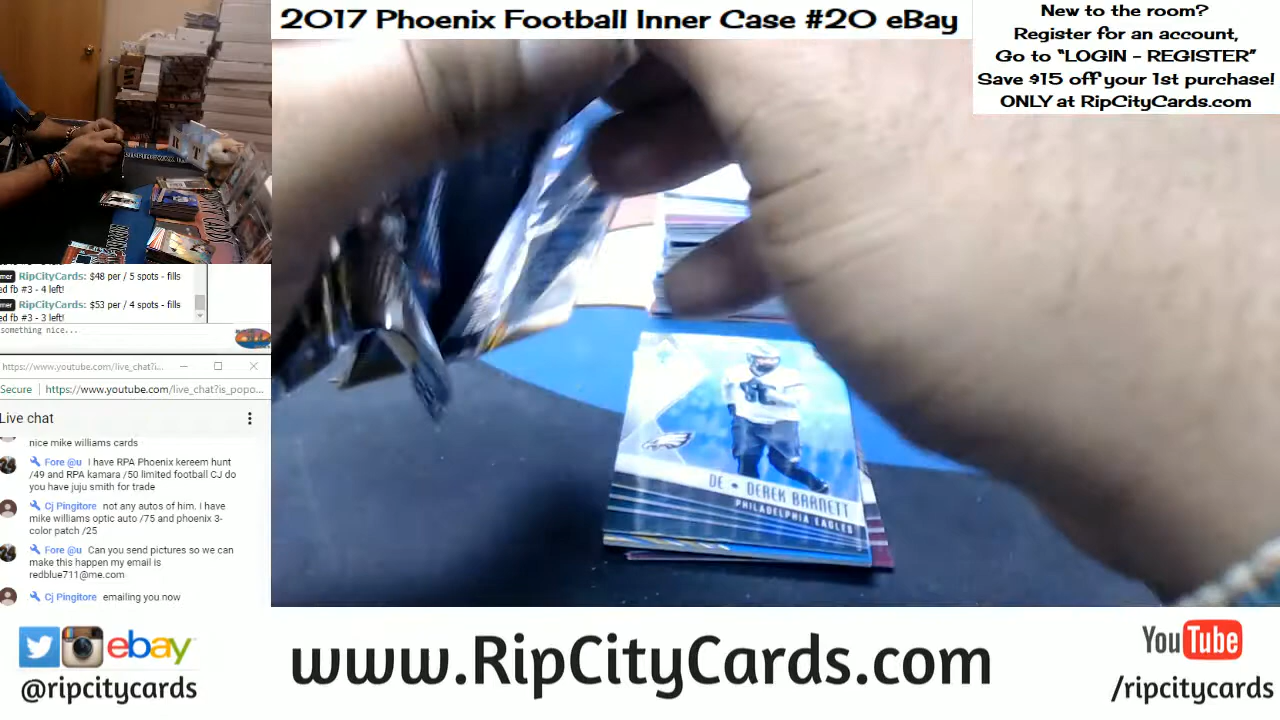 2017 Phoenix Football Inner Case #20 eBay
New to the room?
Register for an account,
Go to “LOGIN - REGISTER”
Save $15 off your 1st purchase!
ONLY at RipCityCards.com
RipCityCards: $48 per / 5 spots - fills
ed fb #3 - 4 left!
RipCityCards: $53 per / 4 spots - fills
ed fb #3 - 3 left!
something nice...
https://www.youtube.com/live_chat?i...
Secure
https://www.youtube.com/live_chat?is_popo...
Live chat
nice mike williams cards
Fore @u I have RPA Phoenix kereem hunt
/49 and RPA kamara /50 limited football CJ do
you have juju smith for trade
Cj Pingitore not any autos of him. I have
mike williams optic auto /75 and phoenix 3-
color patch /25
Fore @u Can you send pictures so we can
make this happen my email is
redblue711@me.com
Cj Pingitore emailing you now
DE • DEREK BARNETT
PHILADELPHIA EAGLES
ebay
@ripcitycards
www.RipCityCards.com
YouTube
/ripcitycards